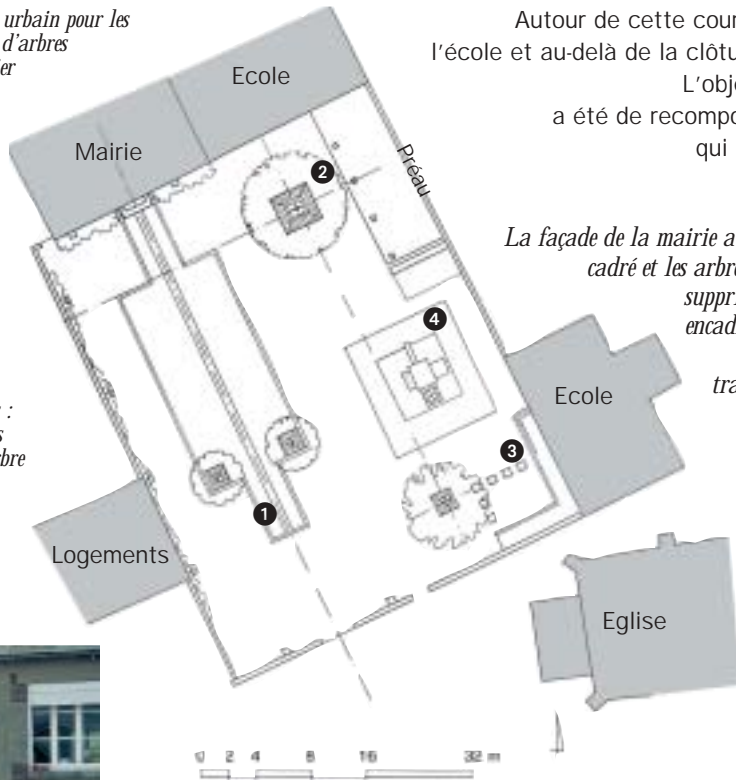 urbain pour les
d'arbres
Autour de cette cour
l'école et au-delà de la clôtu
L'obj
a été de recompo
qui
Ecole
Mairie
2
Préau
La façade de la mairie a
cadré et les arbre
suppri
encad
tra
4
Ecole
:
3
1
Logements
Eglise
0 2 4 8 16 32 m